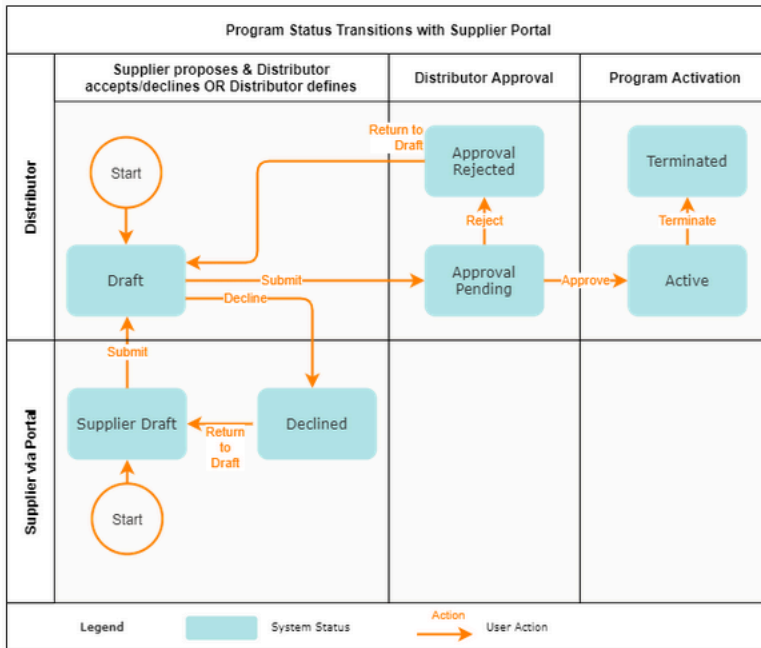 Program Status Transitions with Supplier Portal
Supplier proposes & Distributor
accepts/declines OR Distributor defines
Distributor Approval
Program Activation
Distributor
Start
Return to
Draft
Approval
Rejected
Terminated
Reject
Terminate
Draft
Submit
Approval
Pending
Approve
Active
Decline
Submit
Supplier via Portal
Supplier Draft
Return
to
Draft
Declined
Start
Legend
System Status
Action
User Action